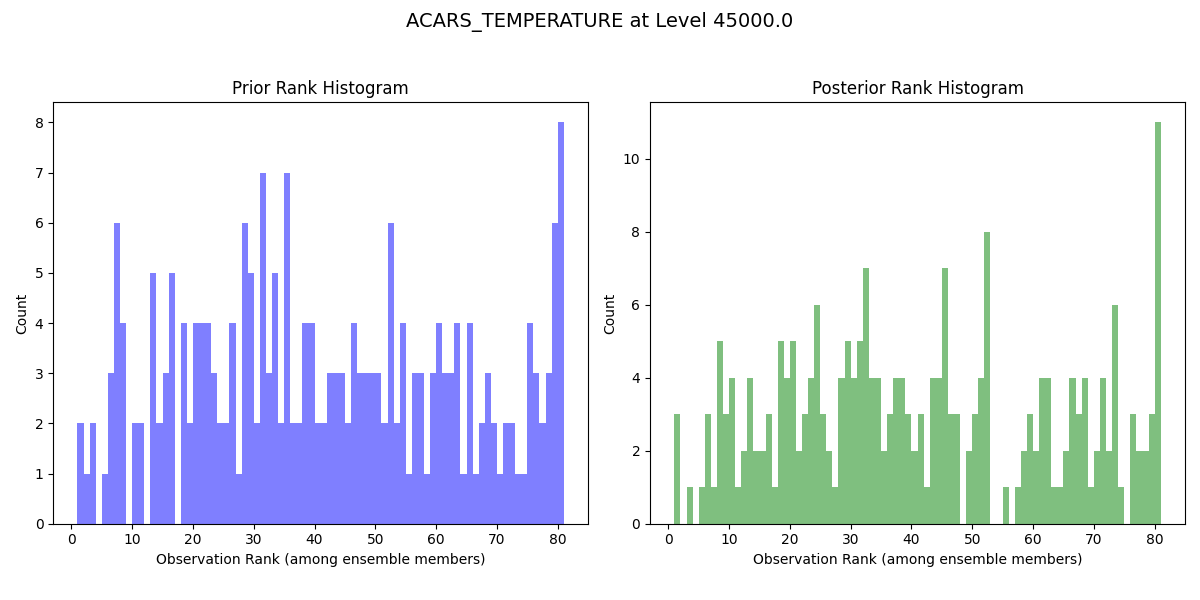 ACARS_TEMPERATURE at Level 45000.0
Prior Rank Histogram
Count
8
7
6
5
4
3
2
1
0
0 10 20 30 40 50 60 70 80
Observation Rank (among ensemble members)
Posterior Rank Histogram
Count
10
8
6
4
2
0
0 10 20 30 40 50 60 70 80
Observation Rank (among ensemble members)